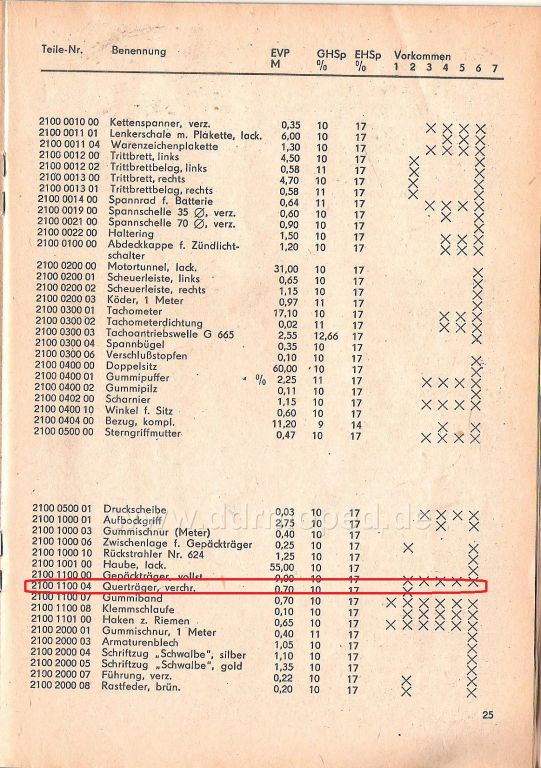 Teile-Nr. Benennung EVP GHSp EHSp Vorkommen
M % % 1 2 3 4 5 6 7
2100 0010 00 Kettenspanner, verz. 0,35 10 17 × × × ×
2100 0011 01 Lenkerschale m. Plakette, lack. 6,00 10 17 × × ×
2100 0011 04 Warenzeichenplakette 1,30 10 17 × × × ×
2100 0012 00 Trittbrett, links 4,50 10 17 ×
2100 0012 02 Trittbrettbelag, links 0,58 11 17 ×
2100 0013 00 Trittbrett, rechts 4,70 10 17 ×
2100 0013 01 Trittbrettbelag, rechts 0,58 11 17 ×
2100 0014 00 Spannrad f. Batterie 0,64 11 17 × × × ×
2100 0019 00 Spannschelle 35 Ø, verz. 0,60 10 17
2100 0021 00 Spannschelle 70 Ø, verz. 0,90 10 17
2100 0022 00 Haltering 1,50 10 17 × × ×
2100 0100 00 Abdeckkappe f. Zündlicht- 1,20 10 17 × × ×
schalter
2100 0200 00 Motortunnel, lack. 31,00 10 17 ×
2100 0200 01 Scheuerleiste, links 0,65 10 17 ×
2100 0200 02 Scheuerleiste, rechts 1,15 10 17 ×
2100 0200 03 Köder, 1 Meter 0,97 11 17 ×
2100 0300 01 Tachometer 17,10 10 17 × × ×
2100 0300 02 Tachometerdichtung 0,02 11 17 × × ×
2100 0300 03 Tachoantriebswelle G 665 2,55 12,66 17 ×
2100 0300 04 Spannbügel 0,35 10 17
2100 0300 06 Verschlußstopfen 0,10 10 17 ×
2100 0400 00 Doppelsitz 60,00 10 17 ×
2100 0400 01 Gummipuffer % 2,25 11 17 × × × ×
2100 0400 02 Gummipilz 0,11 10 17 ×
2100 0402 00 Scharnier 1,15 10 17 × × × ×
2100 0400 10 Winkel f. Sitz 0,60 10 17
2100 0404 00 Bezug, kompl. 11,20 9 14 × ×
2100 0500 00 Sterngriffmutter 0,47 10 17 × × × ×
2100 0500 01 Druckscheibe 0,03 10 17 × × × ×
2100 1000 01 Aufbockgriff 2,75 10 17 × ×
2100 1000 03 Gummischnur (Meter) 0,40 10 17
2100 1000 06 Zwischenlage f. Gepäckträger 0,25 10 17 × ×
2100 1000 10 Rückstrahler Nr. 624 1,25 10 17
2100 1001 00 Haube, lack. 55,00 10 17 ×
2100 1100 00 Gepäckträger, vollst. 9,00 10 17 × × × × ×
2100 1100 04 Querträger, verchr. 0,70 10 17 ×
2100 1100 07 Gummiband 0,70 10 17 × × × × × ×
2100 1100 08 Klemmschlaufe 0,10 10 17 × × × × ×
2100 1101 00 Haken z. Riemen 0,65 10 17 × × × × × ×
2100 2000 01 Gummischnur, 1 Meter 0,40 11 17
2100 2000 03 Armaturenblech 1,05 10 17 ×
2100 2000 04 Schriftzug „Schwalbe", silber 1,10 10 17 ×
2100 2000 05 Schriftzug „Schwalbe", gold 1,35 10 17 ×
2100 2000 07 Führung, verz. 0,22 10 17 × ×
2100 2000 08 Rastfeder, brün. 0,20 10 17 × ×
25